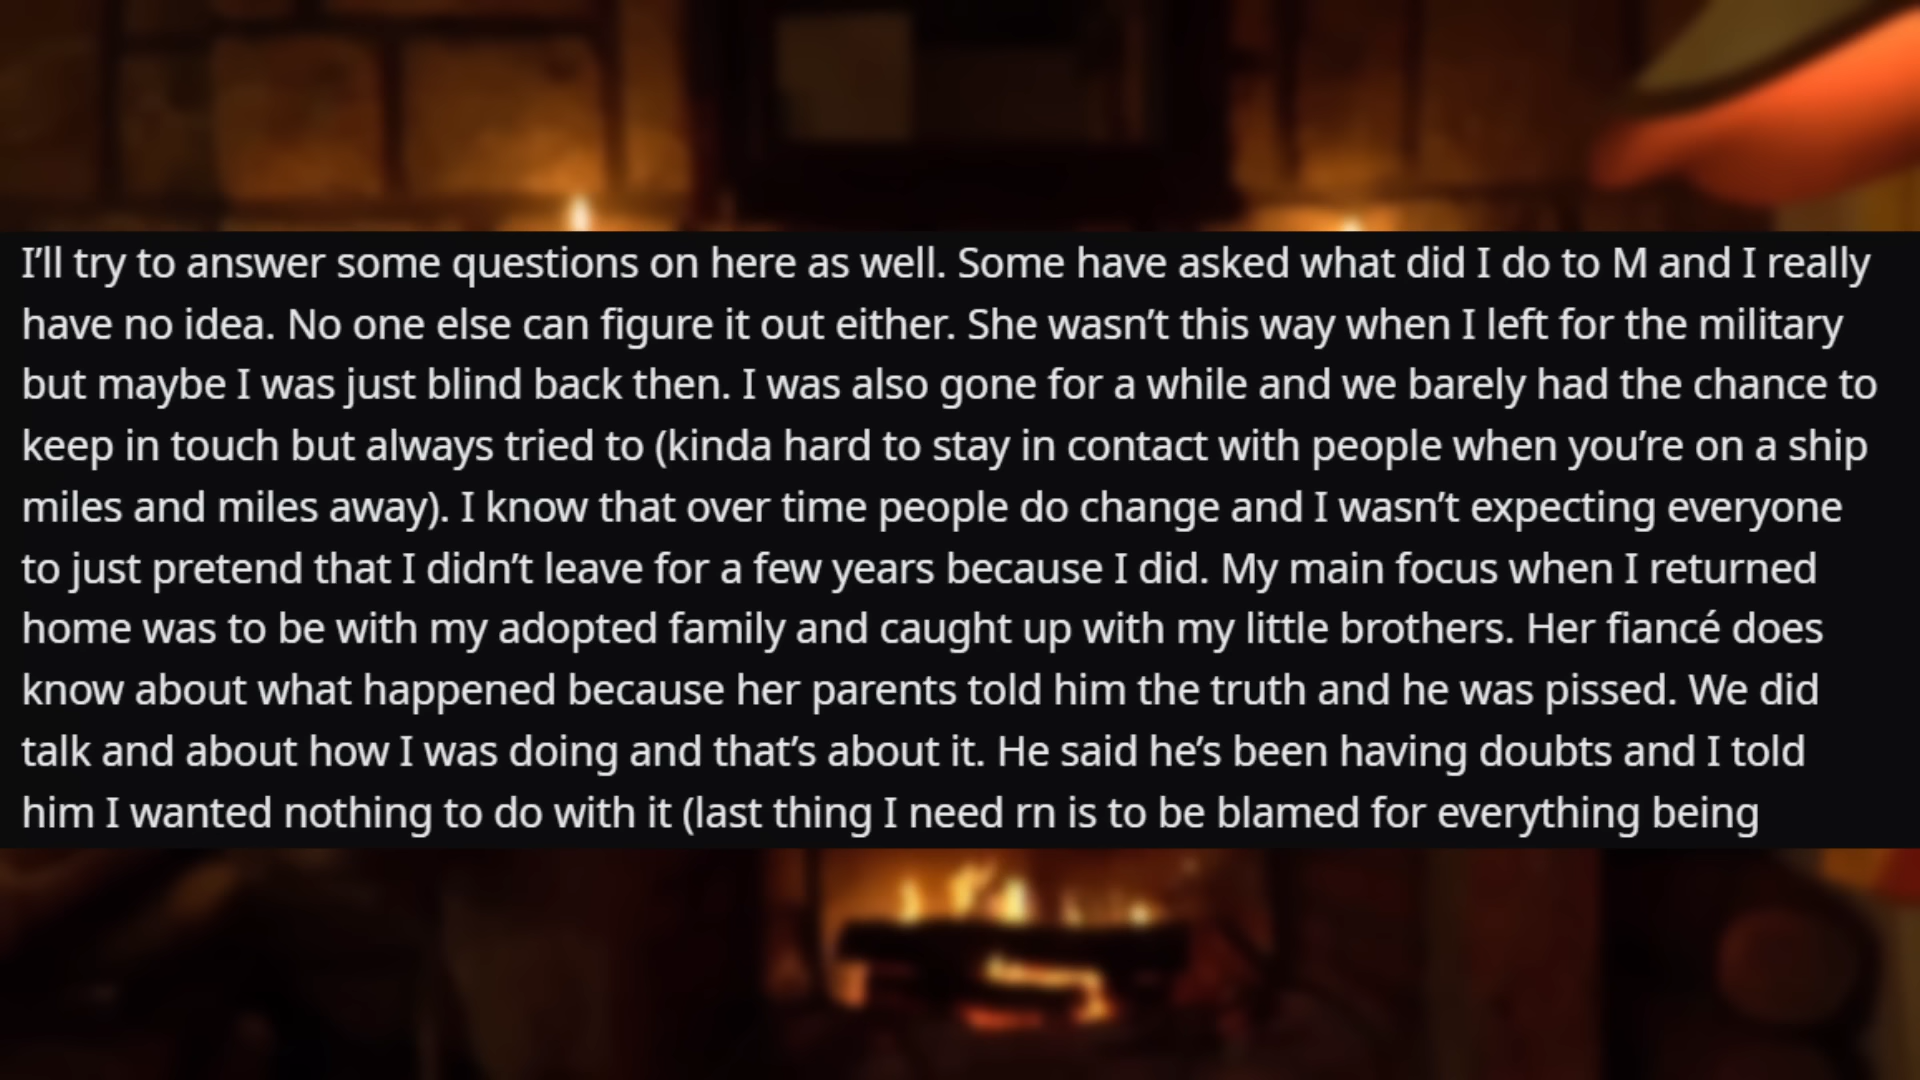 I’ll try to answer some questions on here as well. Some have asked what did I do to M and I really
have no idea. No one else can figure it out either. She wasn’t this way when I left for the military
but maybe I was just blind back then. I was also gone for a while and we barely had the chance to
keep in touch but always tried to (kinda hard to stay in contact with people when you’re on a ship
miles and miles away). I know that over time people do change and I wasn’t expecting everyone
to just pretend that I didn’t leave for a few years because I did. My main focus when I returned
home was to be with my adopted family and caught up with my little brothers. Her fiancé does
know about what happened because her parents told him the truth and he was pissed. We did
talk and about how I was doing and that’s about it. He said he’s been having doubts and I told
him I wanted nothing to do with it (last thing I need rn is to be blamed for everything being